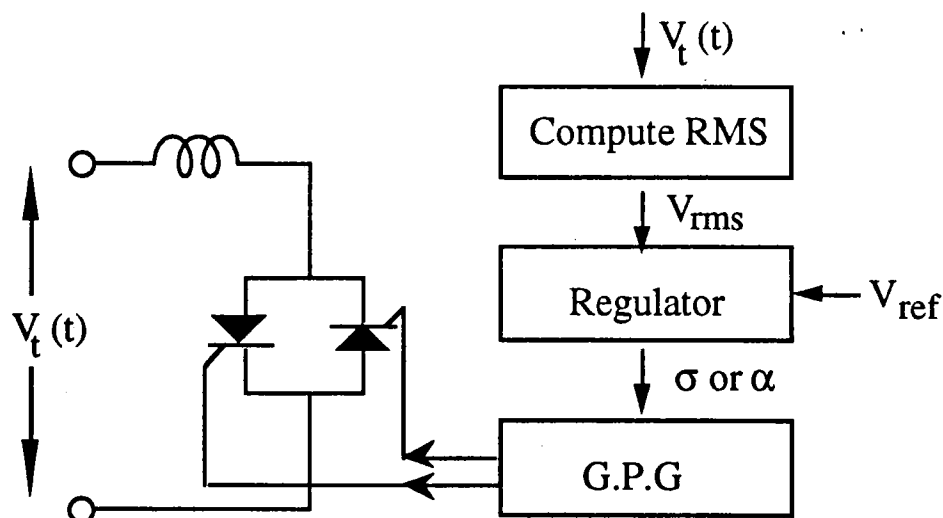 V_t (t)
Compute RMS
V_rms
Regulator
V_ref
σ or α
G.P.G
V_t (t)